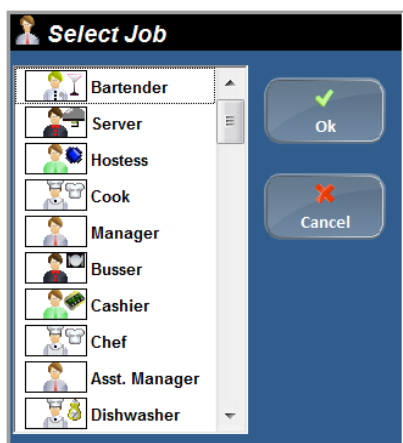 Select Job
Bartender
Server
Hostess
Cook
Manager
Busser
Cashier
Chef
Asst. Manager
Dishwasher
Ok
Cancel